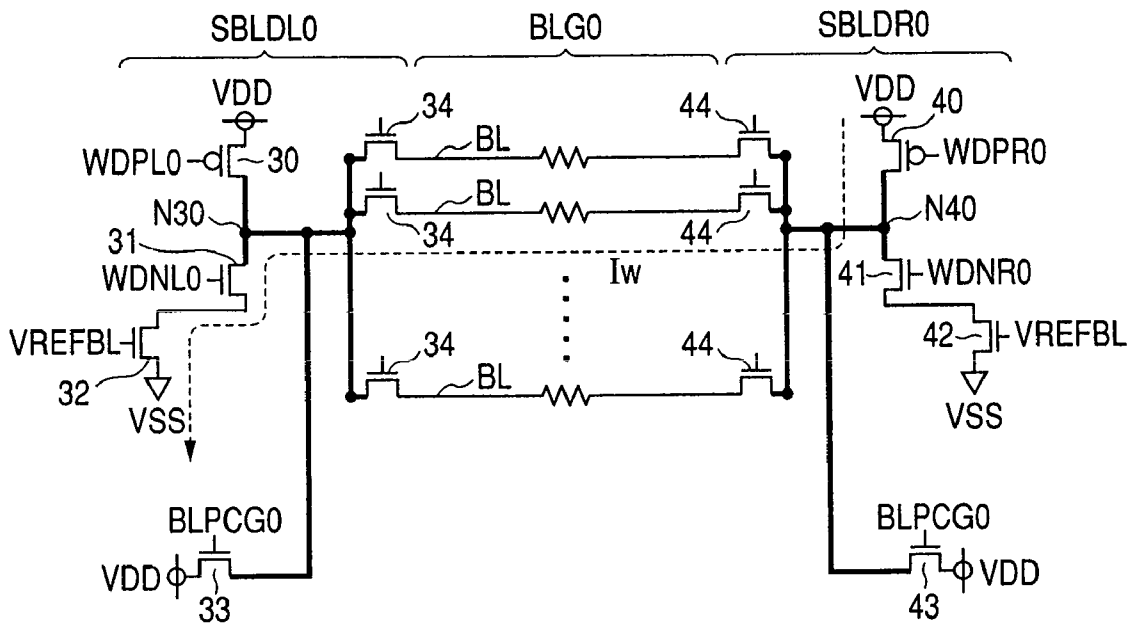 SBLDL0 BLG0 SBLDR0
VDD 34 44 VDD 40
WDPL0 30 BL WDPR0
N30 34 BL 44 N40
31 WDNL0 Iw 41 WDNR0
VREFBL 32 34 44 42 VREFBL
VSS BL VSS
BLPCG0 BLPCG0
VDD 33 43 VDD